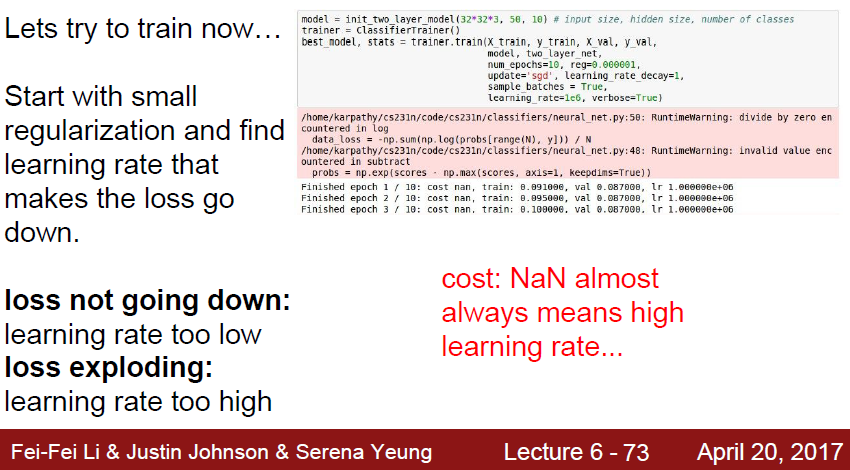 Lets try to train now…
Start with small
regularization and find
learning rate that
makes the loss go
down.
loss not going down:
learning rate too low
loss exploding:
learning rate too high
model = init_two_layer_model(32*32*3, 50, 10) # input size, hidden size, number of classes
trainer = ClassifierTrainer()
best_model, stats = trainer.train(X_train, y_train, X_val, y_val,
model, two_layer_net,
num_epochs=10, reg=0.000001,
update='sgd', learning_rate_decay=1,
sample_batches = True,
learning_rate=1e6, verbose=True)
/home/karpathy/cs231n/code/cs231n/classifiers/neural_net.py:50: RuntimeWarning: divide by zero en
countered in log
data_loss = -np.sum(np.log(probs[range(N), y])) / N
/home/karpathy/cs231n/code/cs231n/classifiers/neural_net.py:48: RuntimeWarning: invalid value enc
ountered in subtract
probs = np.exp(scores - np.max(scores, axis=1, keepdims=True))
Finished epoch 1 / 10: cost nan, train: 0.091000, val 0.087000, lr 1.000000e+06
Finished epoch 2 / 10: cost nan, train: 0.095000, val 0.087000, lr 1.000000e+06
Finished epoch 3 / 10: cost nan, train: 0.100000, val 0.087000, lr 1.000000e+06
cost: NaN almost
always means high
learning rate...
Fei-Fei Li & Justin Johnson & Serena Yeung Lecture 6 - 73 April 20, 2017